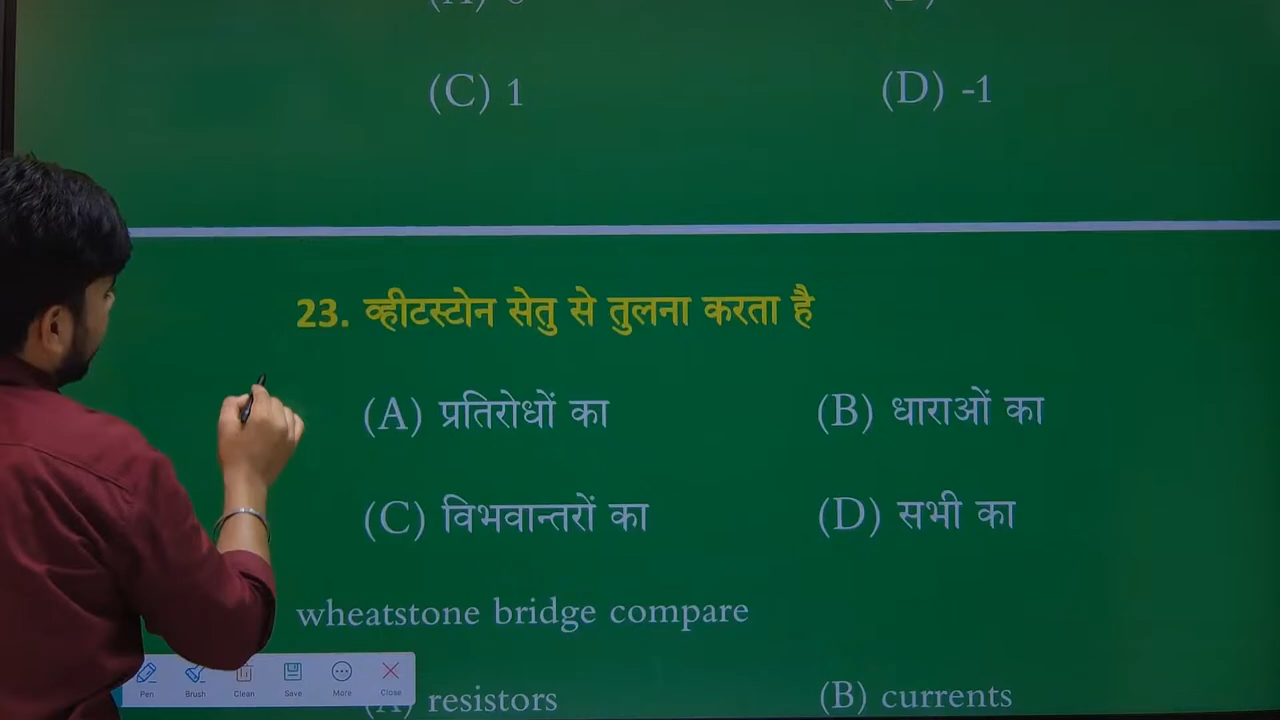 (C) 1 (D) -1
23. व्हीटस्टोन सेतु से तुलना करता है
(A) प्रतिरोधों का (B) धाराओं का
(C) विभवान्तरों का (D) सभी का
wheatstone bridge compare
(A) resistors (B) currents
Pen Brush Clean Save More Close